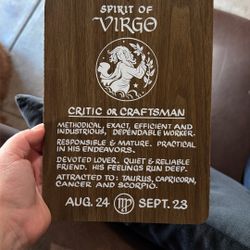 SPIRIT OF
VIRGO
CRITIC OR CRAFTSMAN
METHODICAL, EXACT, EFFICIENT AND
INDUSTRIOUS, DEPENDABLE WORKER.
RESPONSIBLE & MATURE. PRACTICAL
IN HIS ENDEAVORS.
DEVOTED LOVER. QUIET & RELIABLE
FRIEND. HIS FEELINGS RUN DEEP.
ATTRACTED TO: TAURUS, CAPRICORN,
CANCER AND SCORPIO.
AUG. 24 ♍ SEPT. 23